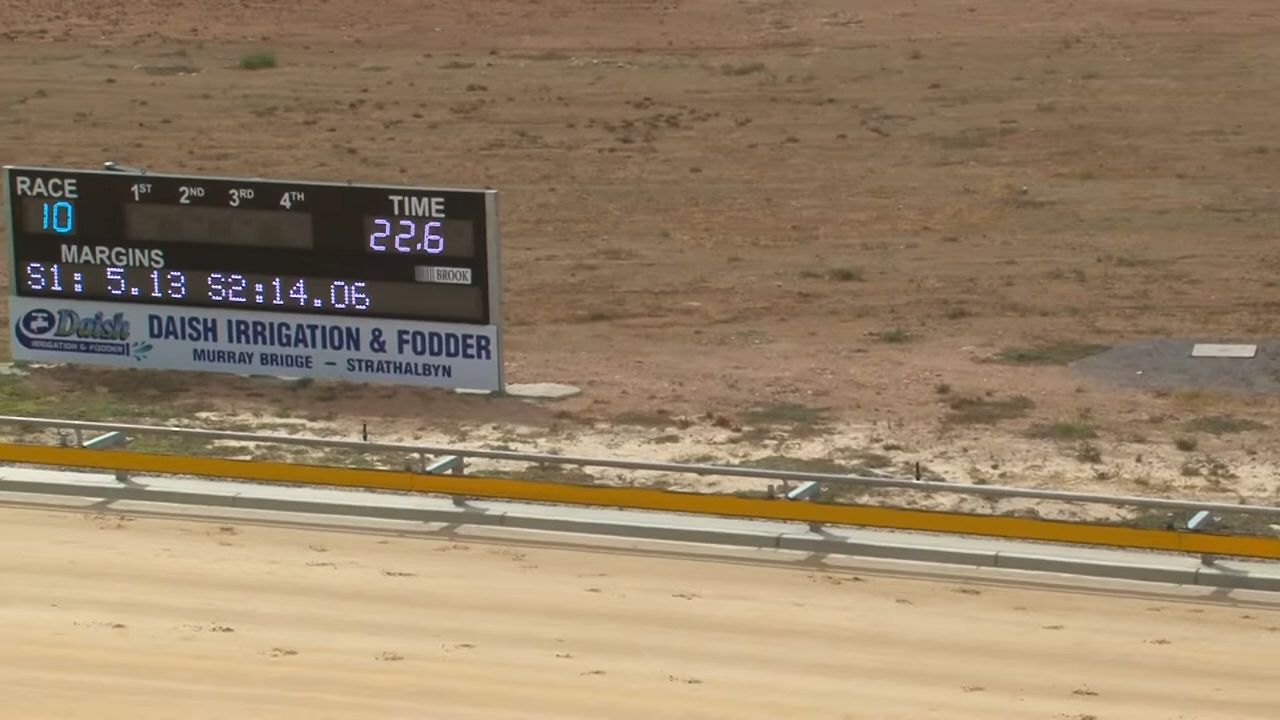 RACE 1ST 2ND 3RD 4TH TIME
10 22.6
MARGINS BROOK
S1: 5.13 S2:14.06
Daish
IRRIGATION & FODDER
DAISH IRRIGATION & FODDER
MURRAY BRIDGE – STRATHALBYN